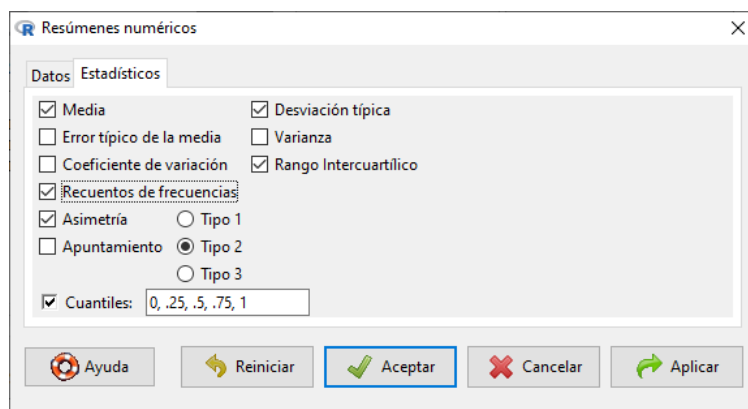 Resúmenes numéricos
Datos Estadísticos
Media Desviación típica
Error típico de la media Varianza
Coeficiente de variación Rango Intercuartílico
Recuentos de frecuencias
Asimetría Tipo 1
Apuntamiento Tipo 2
Tipo 3
Cuantiles: 0, .25, .5, .75, 1
Ayuda Reiniciar Aceptar Cancelar Aplicar